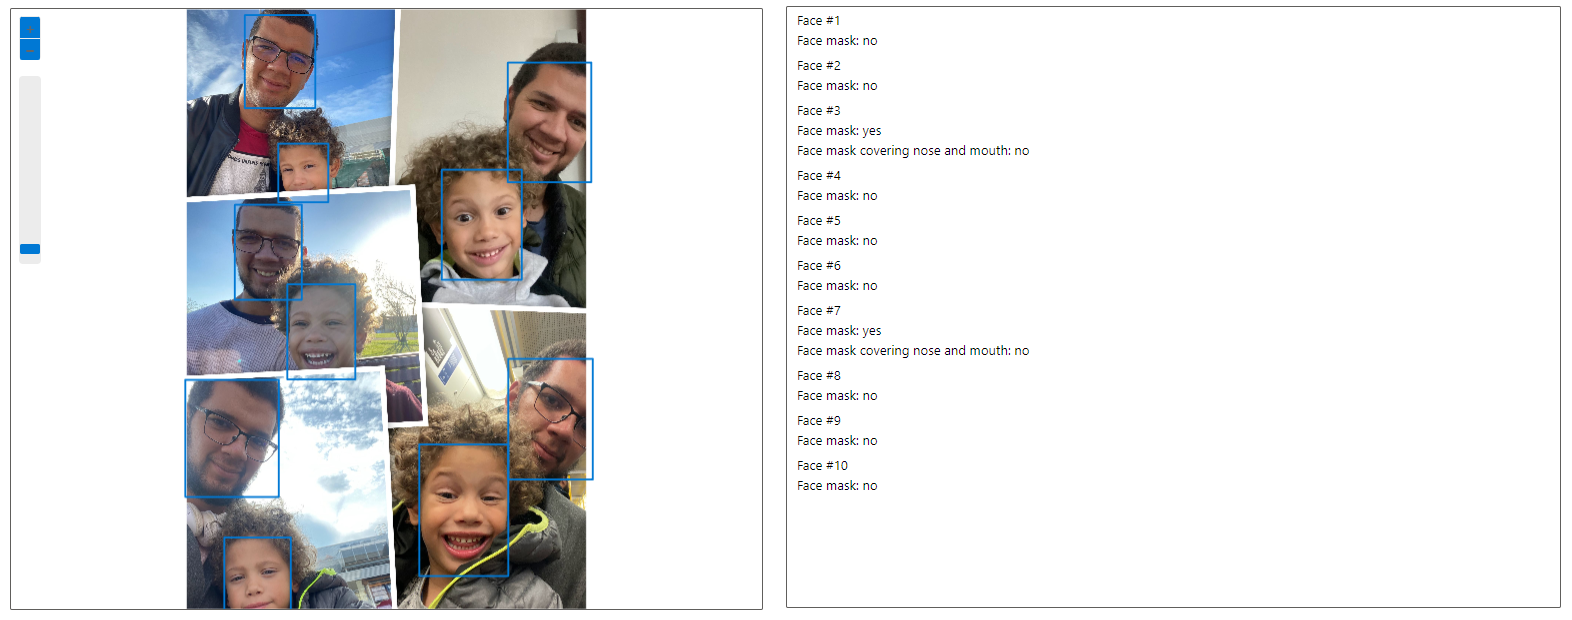 Face #1
Face mask: no
Face #2
Face mask: no
Face #3
Face mask: yes
Face mask covering nose and mouth: no
Face #4
Face mask: no
Face #5
Face mask: no
Face #6
Face mask: no
Face #7
Face mask: yes
Face mask covering nose and mouth: no
Face #8
Face mask: no
Face #9
Face mask: no
Face #10
Face mask: no